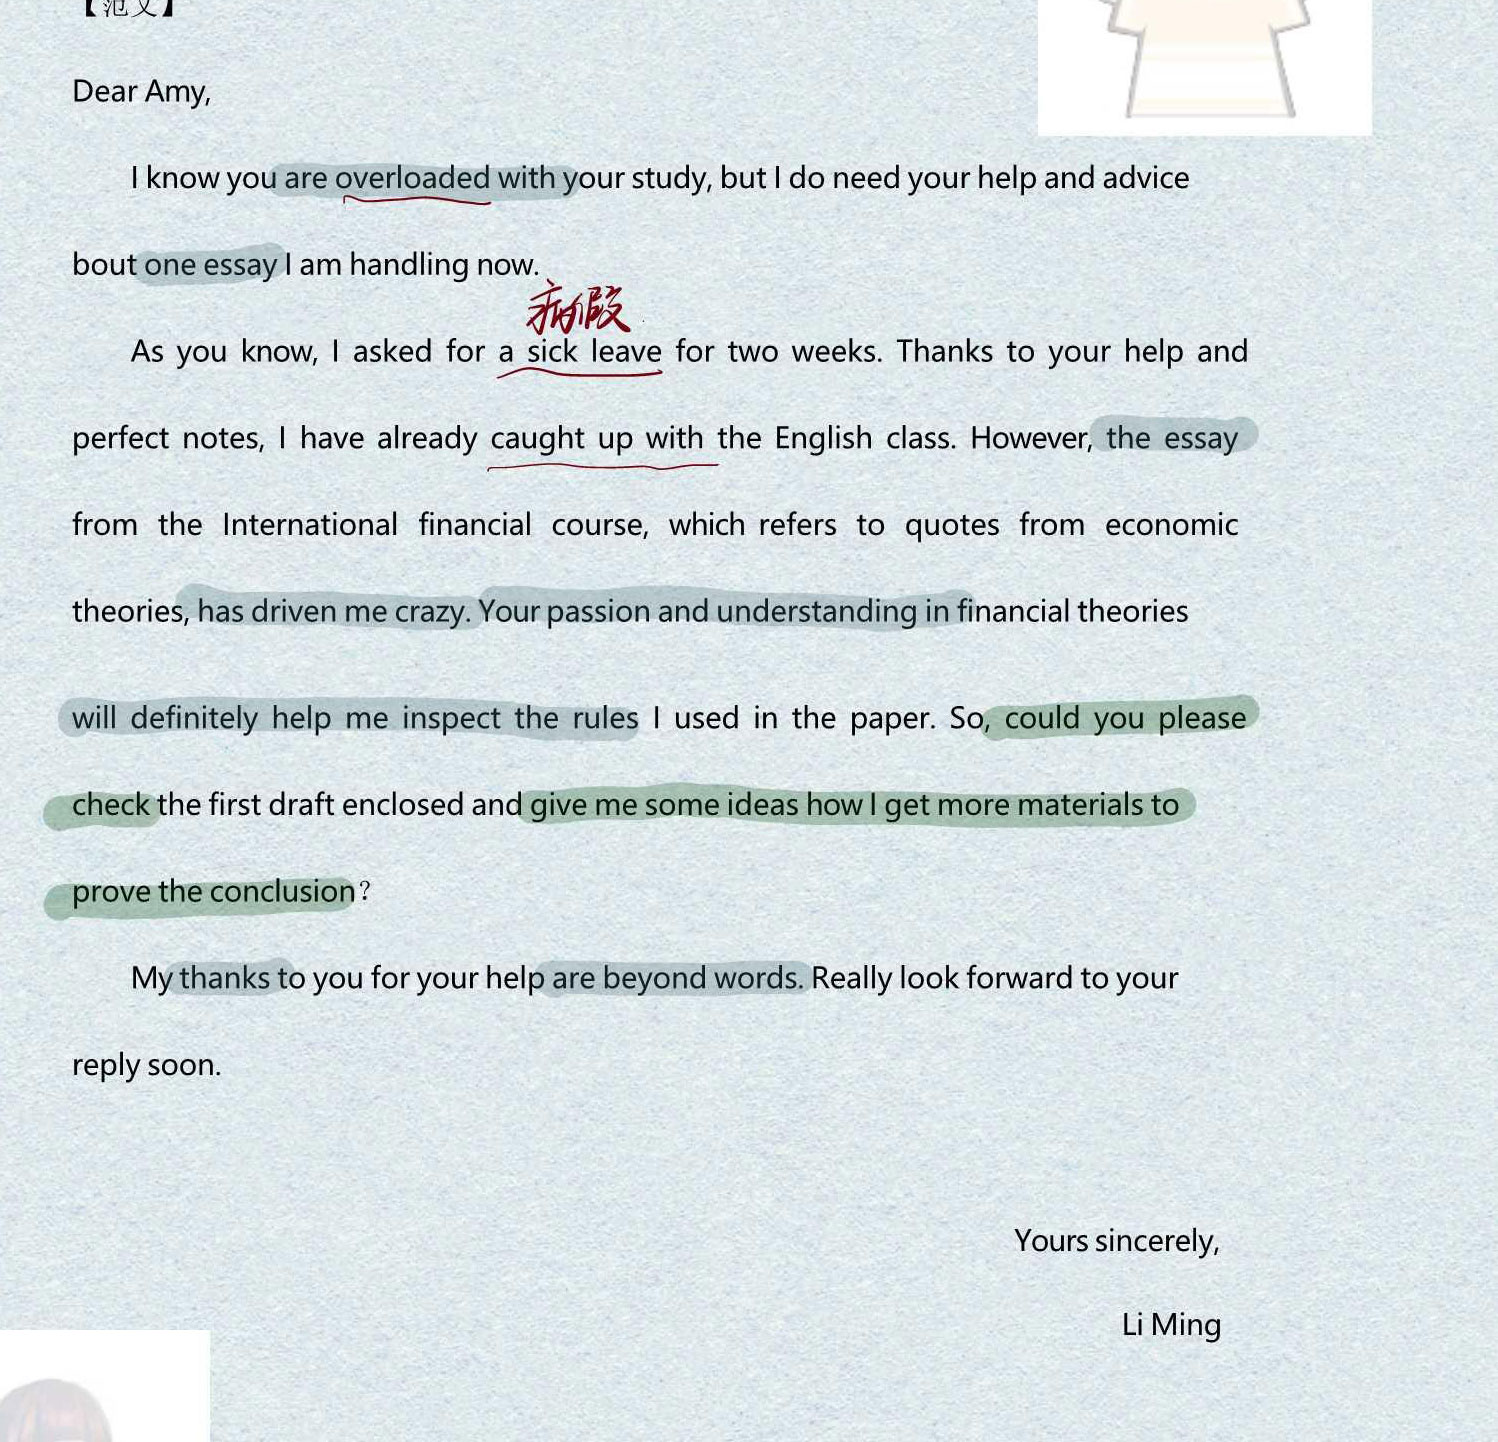 【范文】
Dear Amy,
I know you are overloaded with your study, but I do need your help and advice
bout one essay I am handling now.
病假
As you know, I asked for a sick leave for two weeks. Thanks to your help and
perfect notes, I have already caught up with the English class. However, the essay
from the International financial course, which refers to quotes from economic
theories, has driven me crazy. Your passion and understanding in financial theories
will definitely help me inspect the rules I used in the paper. So, could you please
check the first draft enclosed and give me some ideas how I get more materials to
prove the conclusion？
My thanks to you for your help are beyond words. Really look forward to your
reply soon.
Yours sincerely,
Li Ming